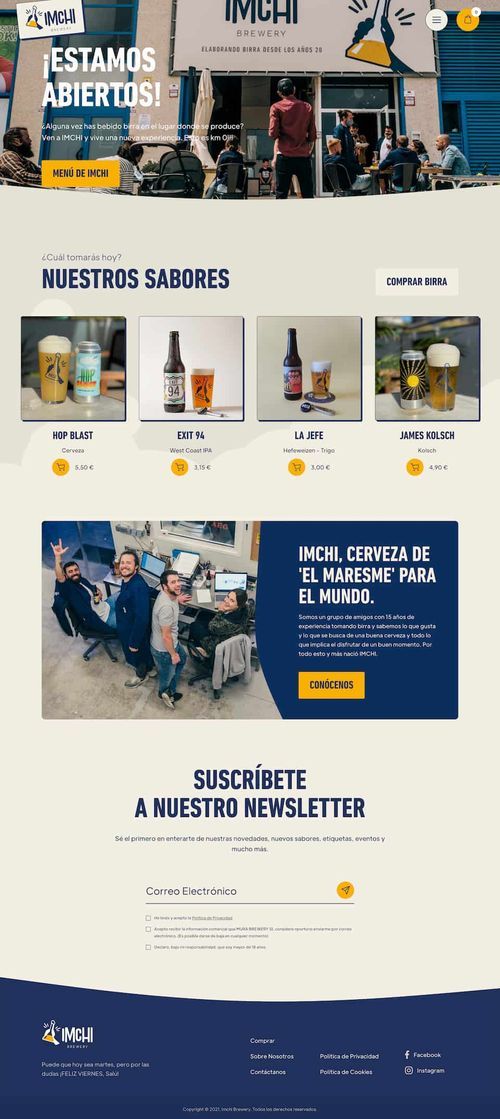 IMCHI
BREWERY
IMCHI
BREWERY
ELABORANDO BIRRA DESDE LOS AÑOS 20
0
¡ESTAMOS
ABIERTOS!
¿Alguna vez has bebido birra en el lugar donde se produce?
Ven a IMCHI y vive una nueva experiencia. Esto es km 0!!
MENÚ DE IMCHI
¿Cuál tomarás hoy?
NUESTROS SABORES
COMPRAR BIRRA
HOP
BLAST
EXIT
94
HOP BLAST
EXIT 94
LA JEFE
JAMES KOLSCH
Cerveza
West Coast IPA
Hefeweizen - Trigo
Kolsch
5,50 €
3,15 €
3,00 €
4,90 €
IMCHI, CERVEZA DE
'EL MARESME' PARA
EL MUNDO.
Somos un grupo de amigos con 15 años de
experiencia tomando birra y sabemos lo que gusta
y lo que se busca de una buena cerveza y todo lo
que implica el disfrutar de un buen momento. Por
todo esto y más nació IMCHI.
CONÓCENOS
SUSCRÍBETE
A NUESTRO NEWSLETTER
Sé el primero en enterarte de nuestras novedades, nuevos sabores, etiquetas, eventos y
mucho más.
Correo Electrónico
He leído y acepto la Política de Privacidad
Acepto recibir la información comercial que MURA BREWERY SL considere oportuno enviarme por correo
electrónico. (Es posible darse de baja en cualquier momento)
Declaro, bajo mi responsabilidad, que soy mayor de 18 años
IMCHI
BREWERY
Puede que hoy sea martes, pero por las
dudas ¡FELIZ VIERNES, Salú!
Comprar
Sobre Nosotros
Contáctanos
Política de Privacidad
Política de Cookies
Facebook
Instagram
Copyright © 2021, Imchi Brewery. Todos los derechos reservados.